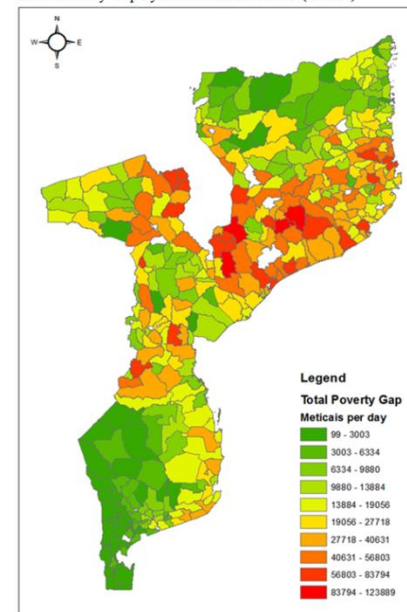 N
W E
S
Legend
Total Poverty Gap
Meticais per day
99 - 3003
3003 - 6334
6334 - 9880
9880 - 13884
13884 - 19056
19056 - 27718
27718 - 40631
40631 - 56803
56803 - 83794
83794 - 123889